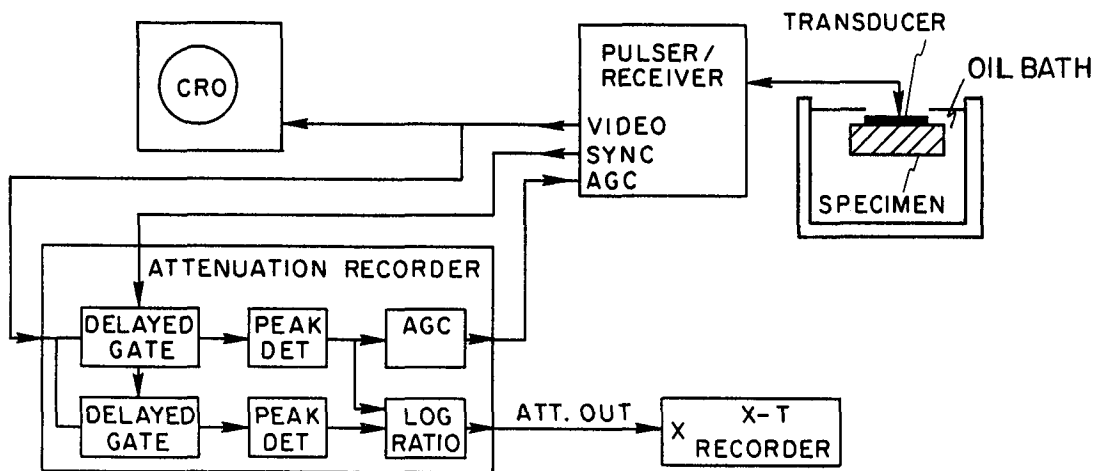 TRANSDUCER
PULSER/
RECEIVER
OIL BATH
CRO
VIDEO
SYNC
AGC
SPECIMEN
ATTENUATION RECORDER
DELAYED
GATE
PEAK
DET
AGC
DELAYED
GATE
PEAK
DET
LOG
RATIO
ATT. OUT
X
X-T
RECORDER